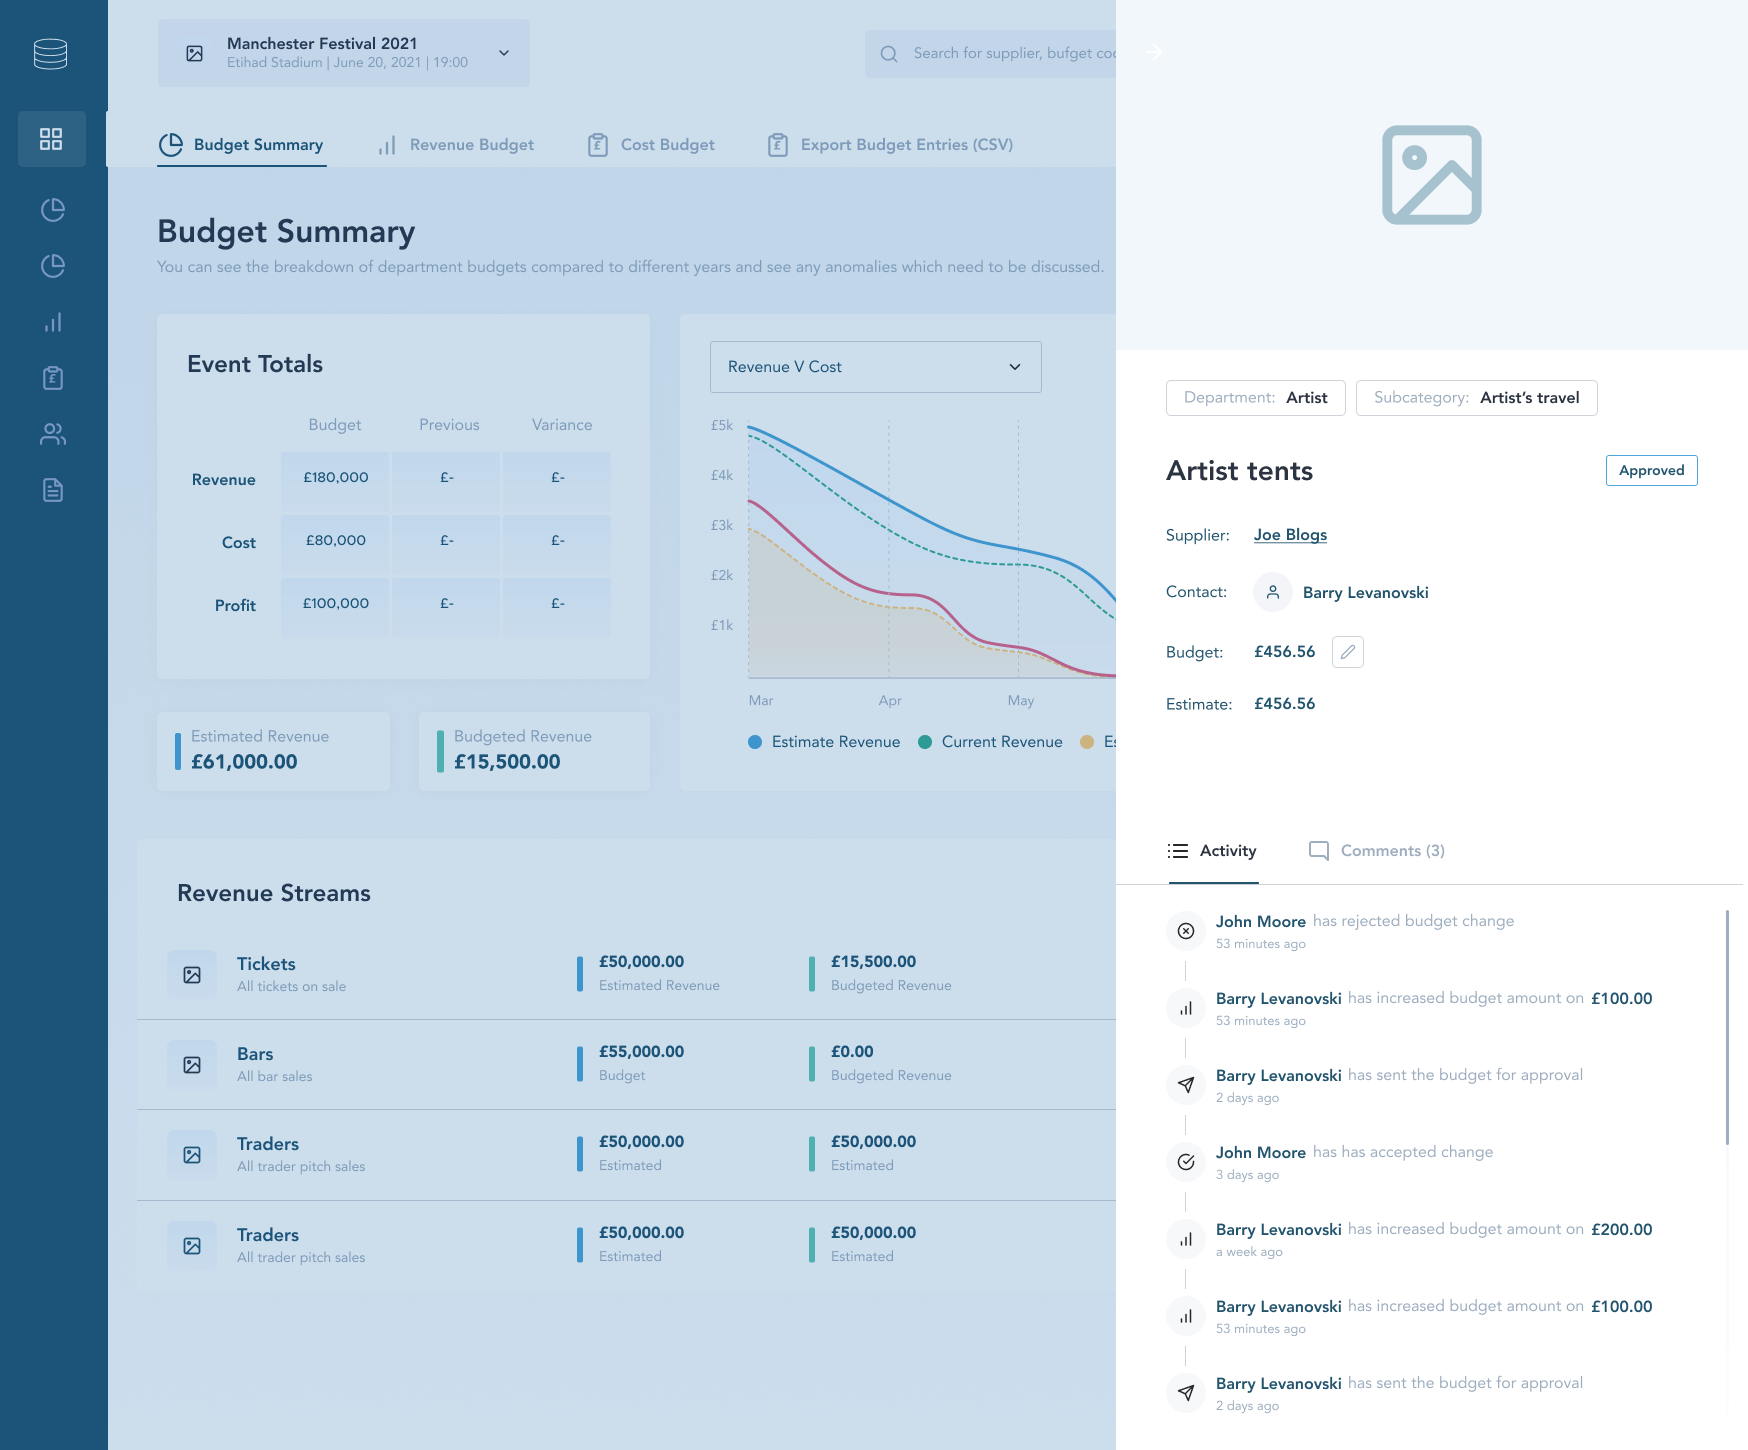 Manchester Festival 2021
Etihad Stadium | June 20, 2021 | 19:00
Search for supplier, bufget
Budget Summary
Revenue Budget
Cost Budget
Export Budget Entries (CSV)
Budget Summary
You can see the breakdown of department budgets compared to different years and see any anomalies which need to be discussed.
Event Totals
Budget Previous Variance
Revenue £180,000 £- £-
Cost £80,000 £- £-
Profit £100,000 £- £-
Estimated Revenue
£61,000.00
Budgeted Revenue
£15,500.00
Revenue V Cost
£5k
£4k
£3k
£2k
£1k
Mar Apr May
Estimate Revenue Current Revenue
Revenue Streams
Tickets
All tickets on sale
£50,000.00
Estimated Revenue
£15,500.00
Budgeted Revenue
Bars
All bar sales
£55,000.00
Budget
£0.00
Budgeted Revenue
Traders
All trader pitch sales
£50,000.00
Estimated
£50,000.00
Estimated
Traders
All trader pitch sales
£50,000.00
Estimated
£50,000.00
Estimated
Department: Artist
Subcategory: Artist’s travel
Artist tents
Approved
Supplier: Joe Blogs
Contact: Barry Levanovski
Budget: £456.56
Estimate: £456.56
Activity
Comments (3)
John Moore has rejected budget change
53 minutes ago
Barry Levanovski has increased budget amount on £100.00
53 minutes ago
Barry Levanovski has sent the budget for approval
2 days ago
John Moore has has accepted change
3 days ago
Barry Levanovski has increased budget amount on £200.00
a week ago
Barry Levanovski has increased budget amount on £100.00
53 minutes ago
Barry Levanovski has sent the budget for approval
2 days ago